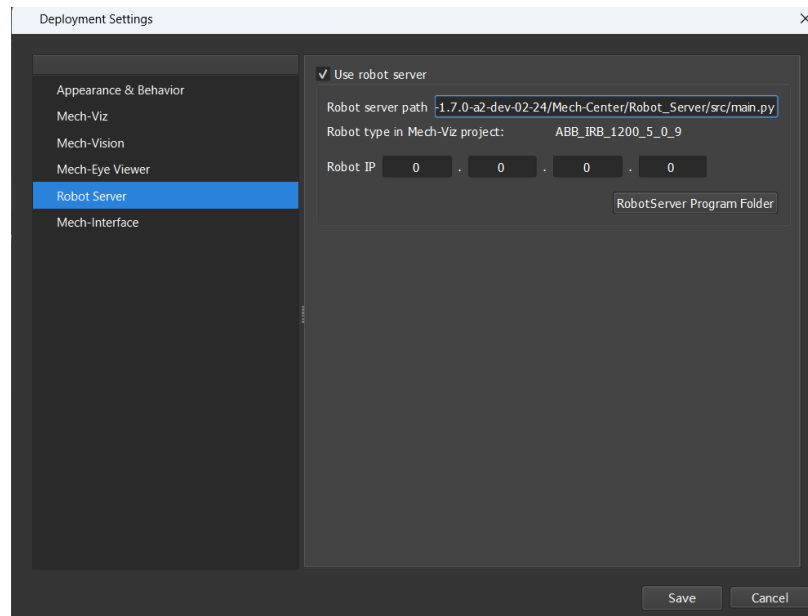 Deployment Settings
Appearance & Behavior
Mech-Viz
Mech-Vision
Mech-Eye Viewer
Robot Server
Mech-Interface
Use robot server
Robot server path -1.7.0-a2-dev-02-24/Mech-Center/Robot_Server/src/main.py
Robot type in Mech-Viz project: ABB_IRB_1200_5_0_9
Robot IP 0 . 0 . 0 . 0
RobotServer Program Folder
Save Cancel